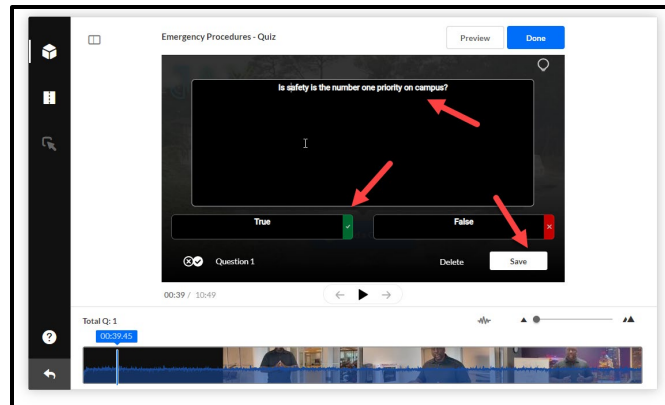 Emergency Procedures - Quiz
Preview
Done
Is safety is the number one priority on campus?
True
False
Question 1
Delete
Save
00:39 / 10:49
Total Q: 1
00:39.45